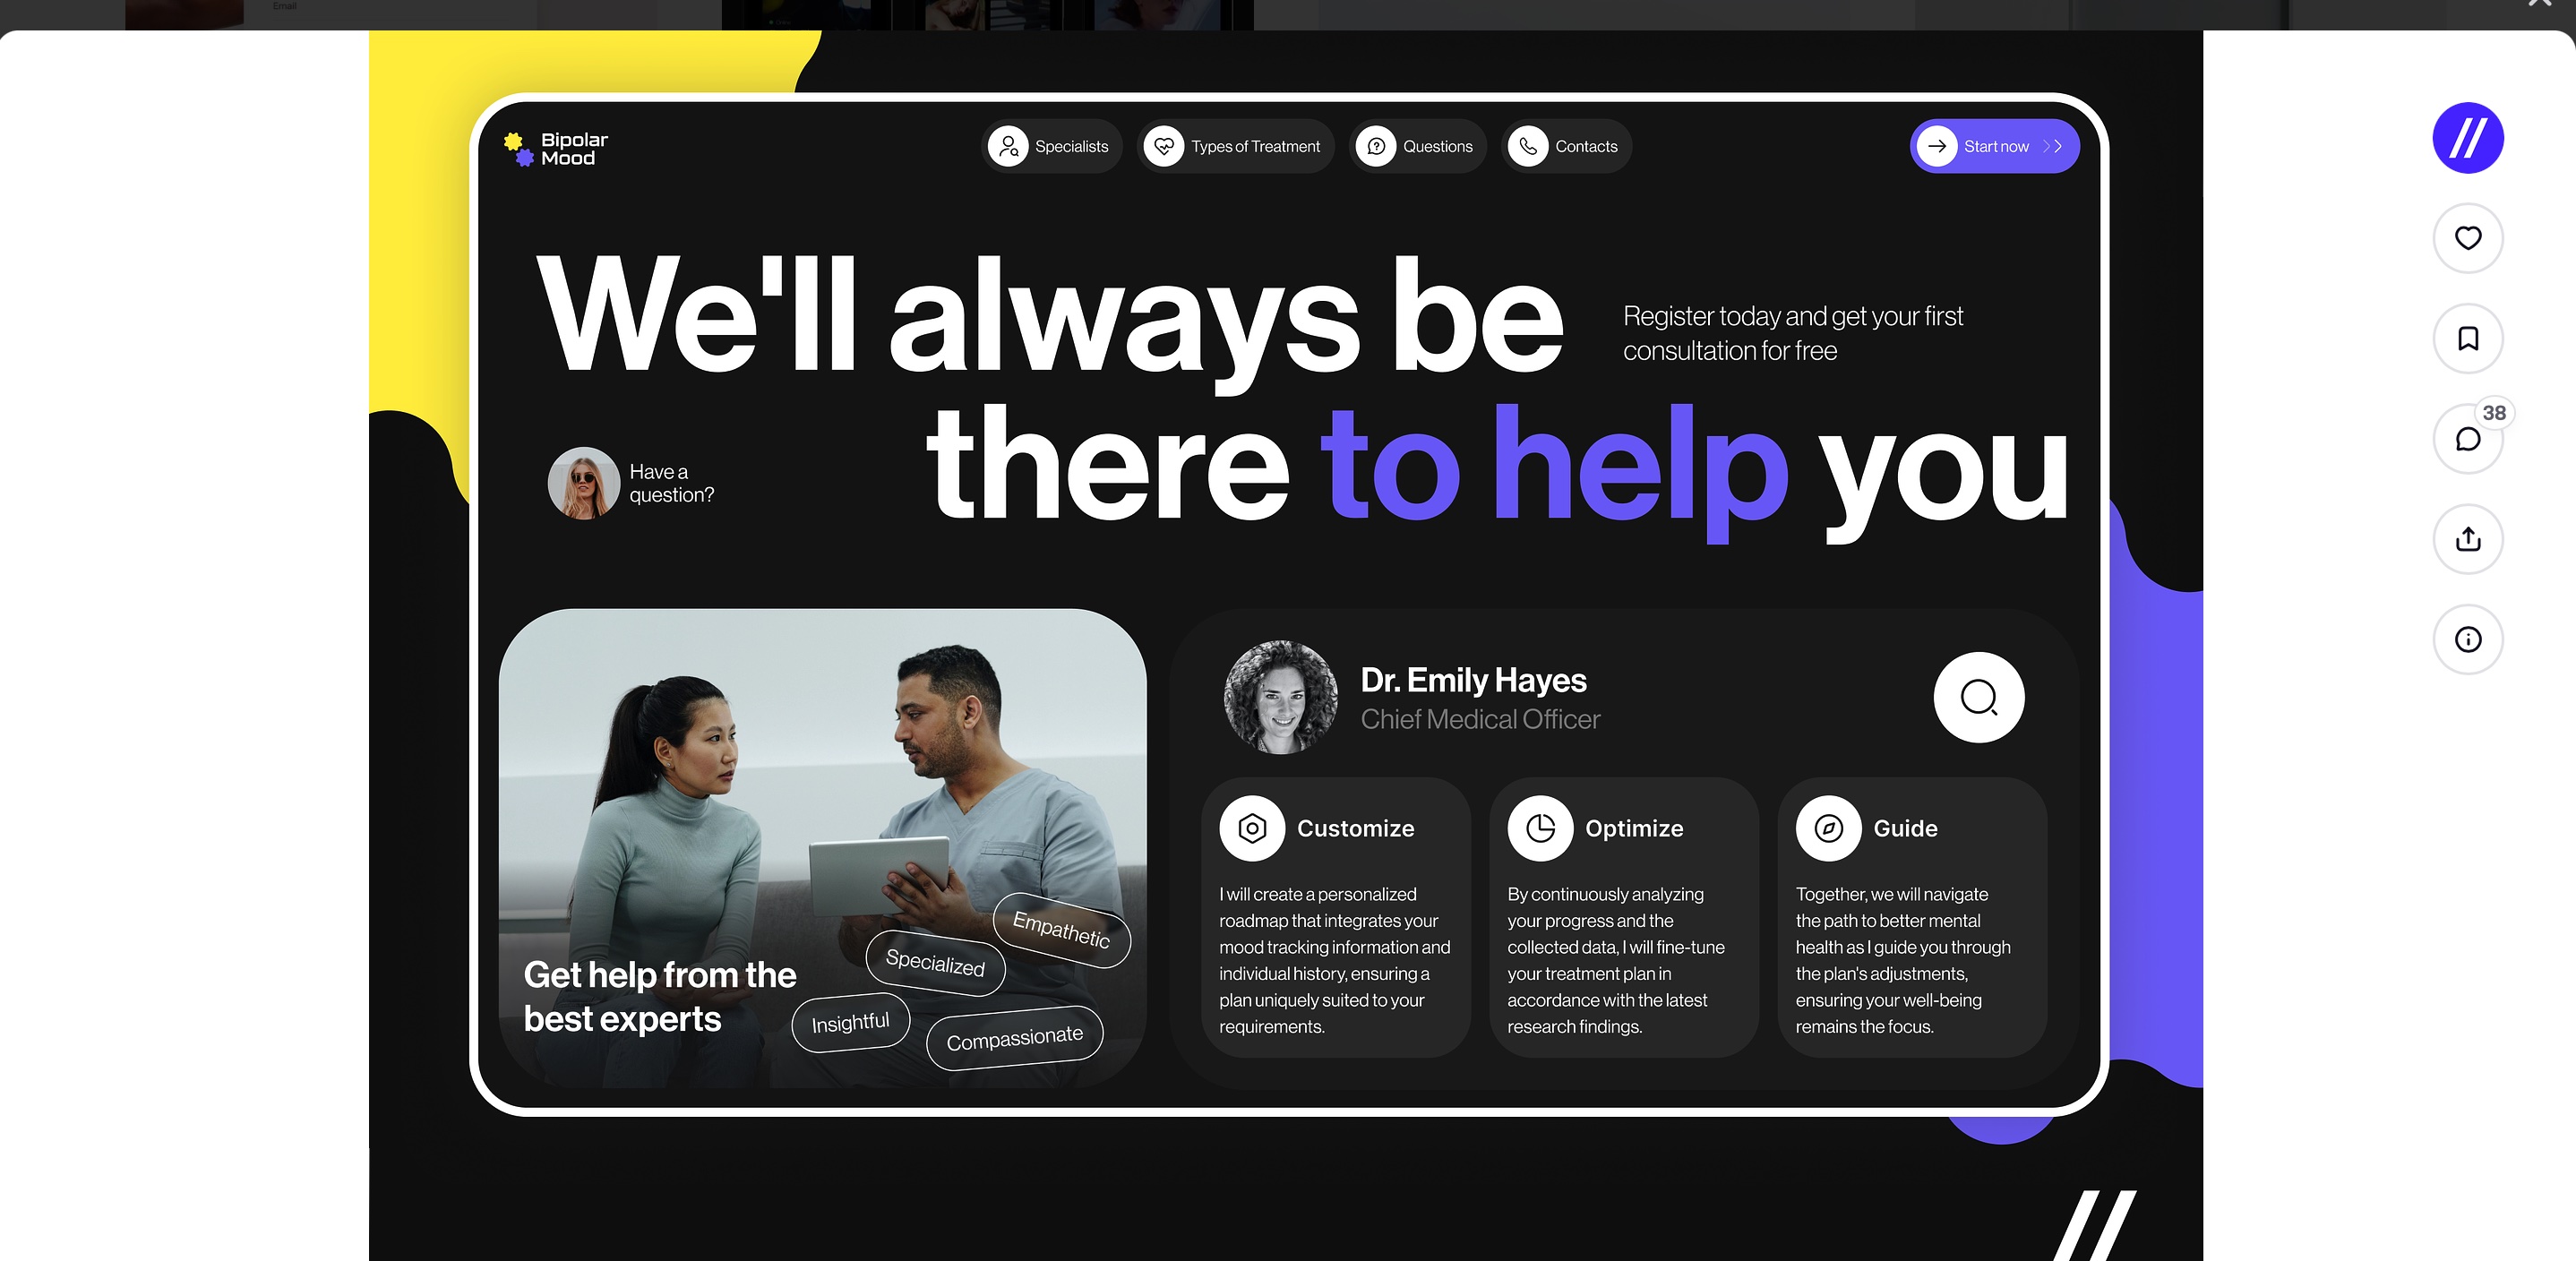 Email
Bipolar
Mood
Specialists
Types of Treatment
Questions
Contacts
Start now
We'll always be
Register today and get your first
consultation for free
there to help you
Have a
question?
38
Get help from the
best experts
Empathetic
Specialized
Insightful
Compassionate
Dr. Emily Hayes
Chief Medical Officer
Customize
I will create a personalized
roadmap that integrates your
mood tracking information and
individual history, ensuring a
plan uniquely suited to your
requirements.
Optimize
By continuously analyzing
your progress and the
collected data, I will fine-tune
your treatment plan in
accordance with the latest
research findings.
Guide
Together, we will navigate
the path to better mental
health as I guide you through
the plan's adjustments,
ensuring your well-being
remains the focus.